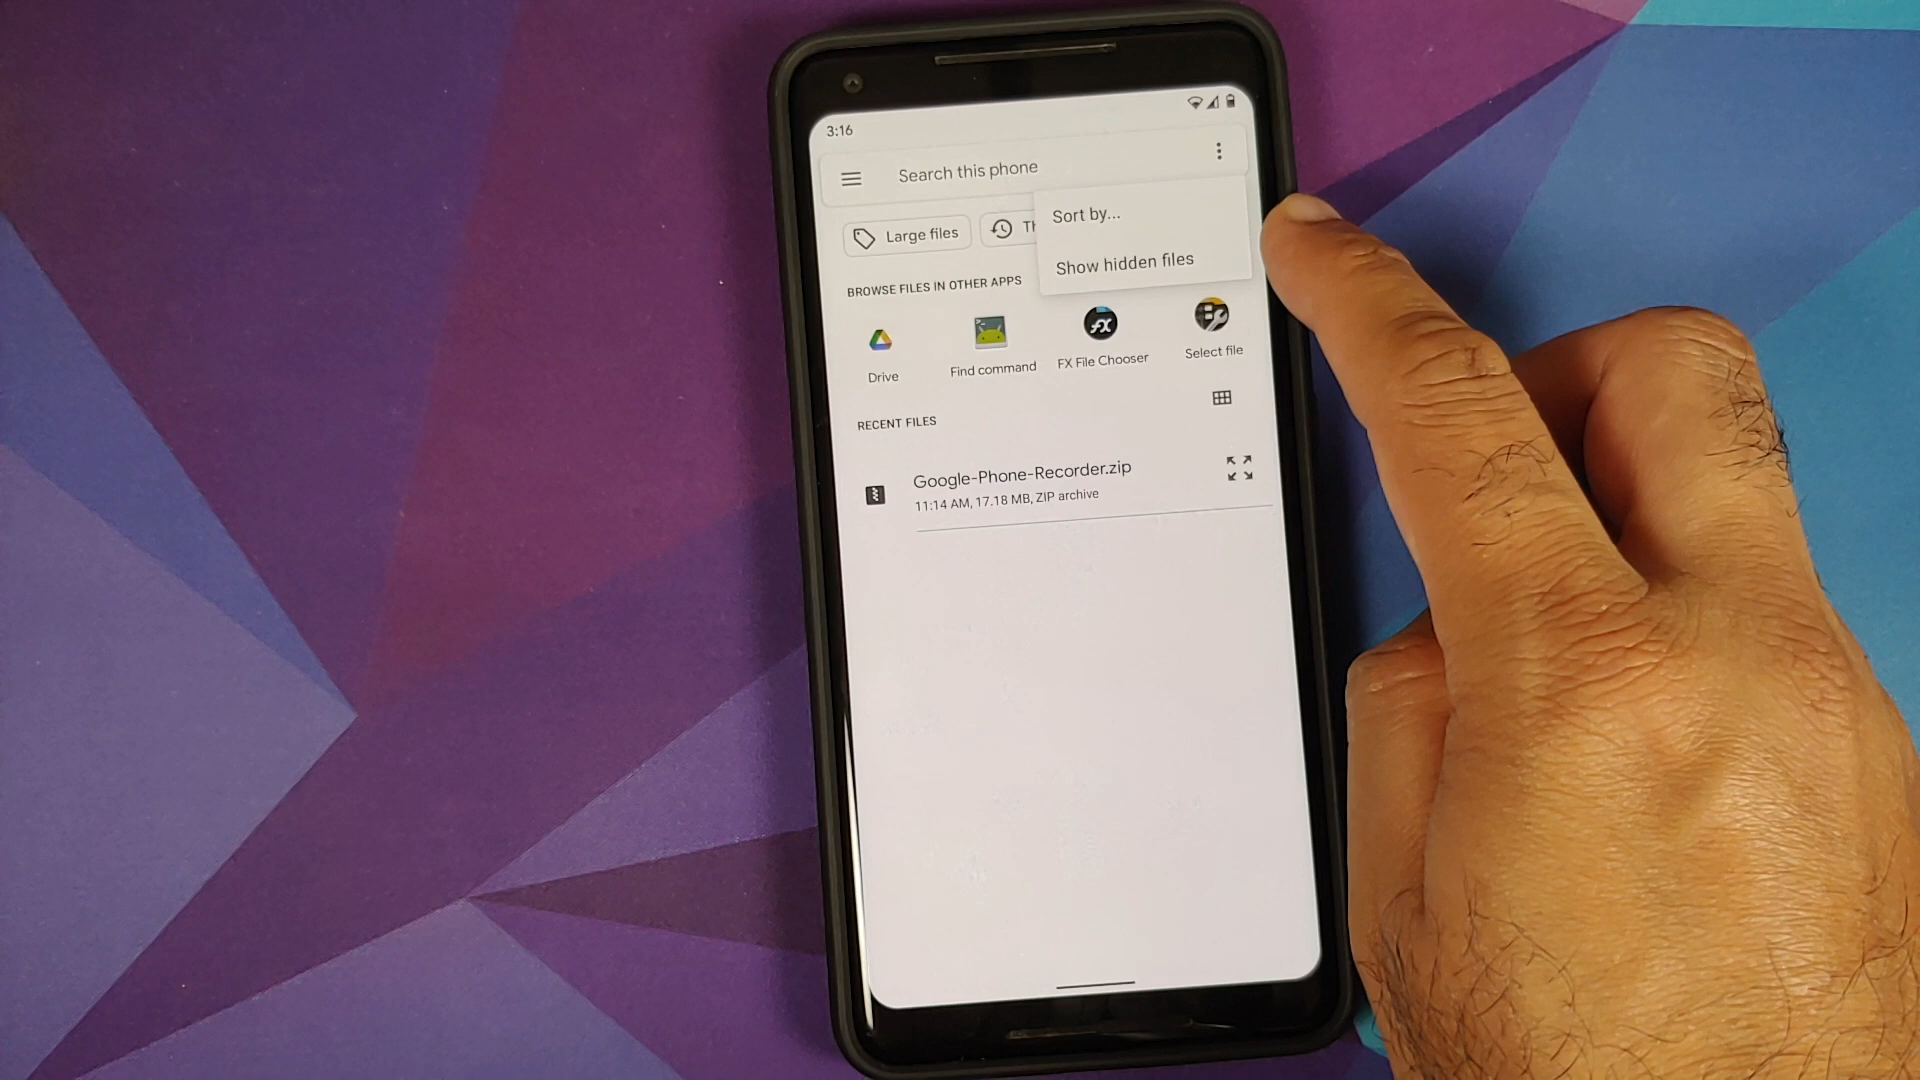 3:16
Search this phone
Sort by...
Large files
Show hidden files
BROWSE FILES IN OTHER APPS
Drive
Find command
FX File Chooser
Select file
RECENT FILES
Google-Phone-Recorder.zip
11:14 AM, 17.18 MB, ZIP archive